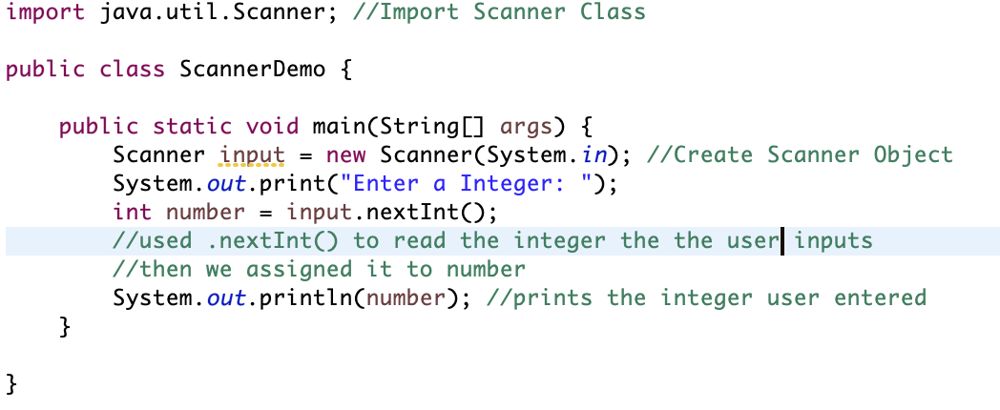 import java.util.Scanner; //Import Scanner Class
public class ScannerDemo {
public static void main(String[] args) {
Scanner input = new Scanner(System.in); //Create Scanner Object
System.out.print("Enter a Integer: ");
int number = input.nextInt();
//used .nextInt() to read the integer the the user inputs
//then we assigned it to number
System.out.println(number); //prints the integer user entered
}
}